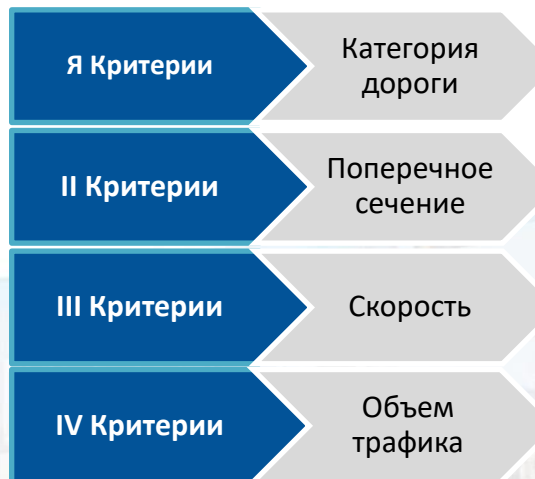 Я Критерии
Категория
дороги
II Критерии
Поперечное
сечение
III Критерии
Скорость
IV Критерии
Объем
трафика